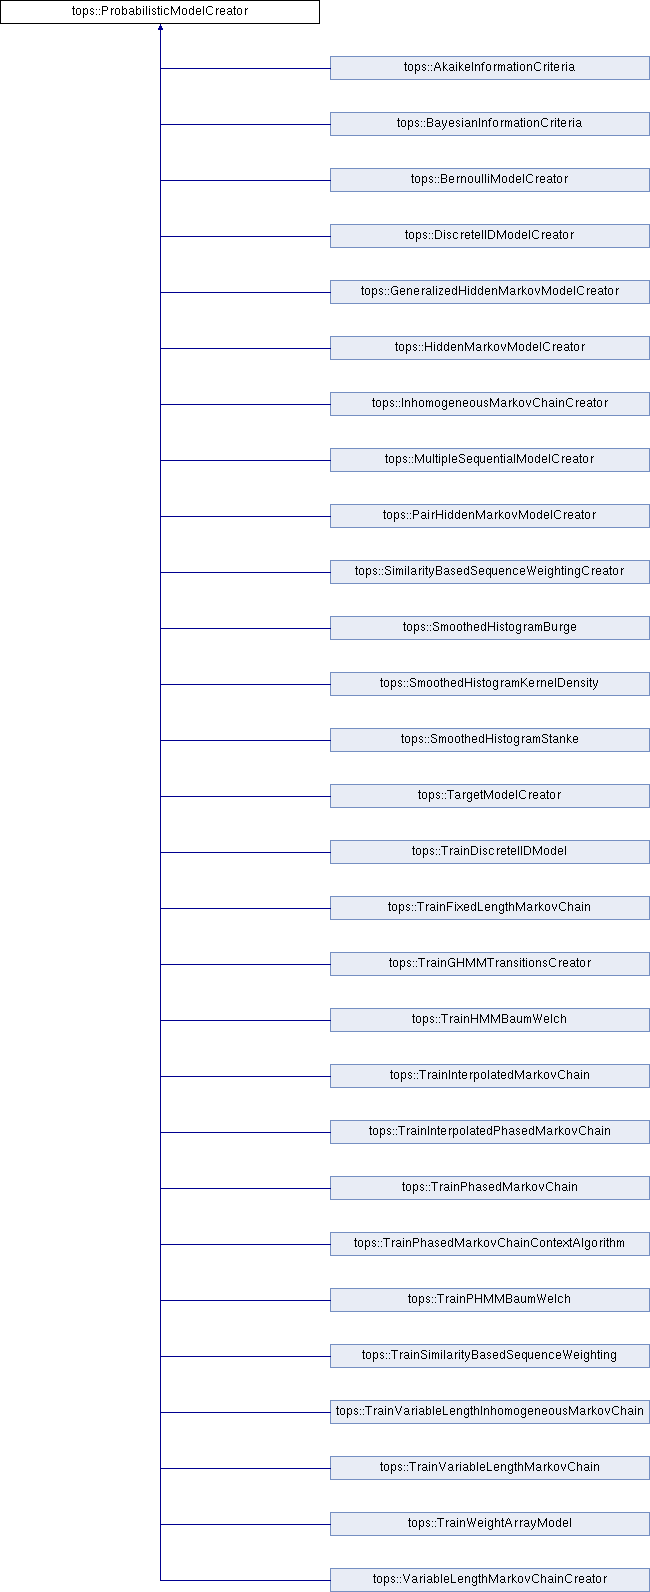 tops::ProbabilisticModelCreator
tops::AkaikeInformationCriteria
tops::BayesianInformationCriteria
tops::BernoulliModelCreator
tops::DiscreteIIDModelCreator
tops::GeneralizedHiddenMarkovModelCreator
tops::HiddenMarkovModelCreator
tops::InhomogeneousMarkovChainCreator
tops::MultipleSequentialModelCreator
tops::PairHiddenMarkovModelCreator
tops::SimilarityBasedSequenceWeightingCreator
tops::SmoothedHistogramBurge
tops::SmoothedHistogramKernelDensity
tops::SmoothedHistogramStanke
tops::TargetModelCreator
tops::TrainDiscreteIIDModel
tops::TrainFixedLengthMarkovChain
tops::TrainGHMMTransitionsCreator
tops::TrainHMMBaumWelch
tops::TrainInterpolatedMarkovChain
tops::TrainInterpolatedPhasedMarkovChain
tops::TrainPhasedMarkovChain
tops::TrainPhasedMarkovChainContextAlgorithm
tops::TrainPHMMBaumWelch
tops::TrainSimilarityBasedSequenceWeighting
tops::TrainVariableLengthInhomogeneousMarkovChain
tops::TrainVariableLengthMarkovChain
tops::TrainWeightArrayModel
tops::VariableLengthMarkovChainCreator